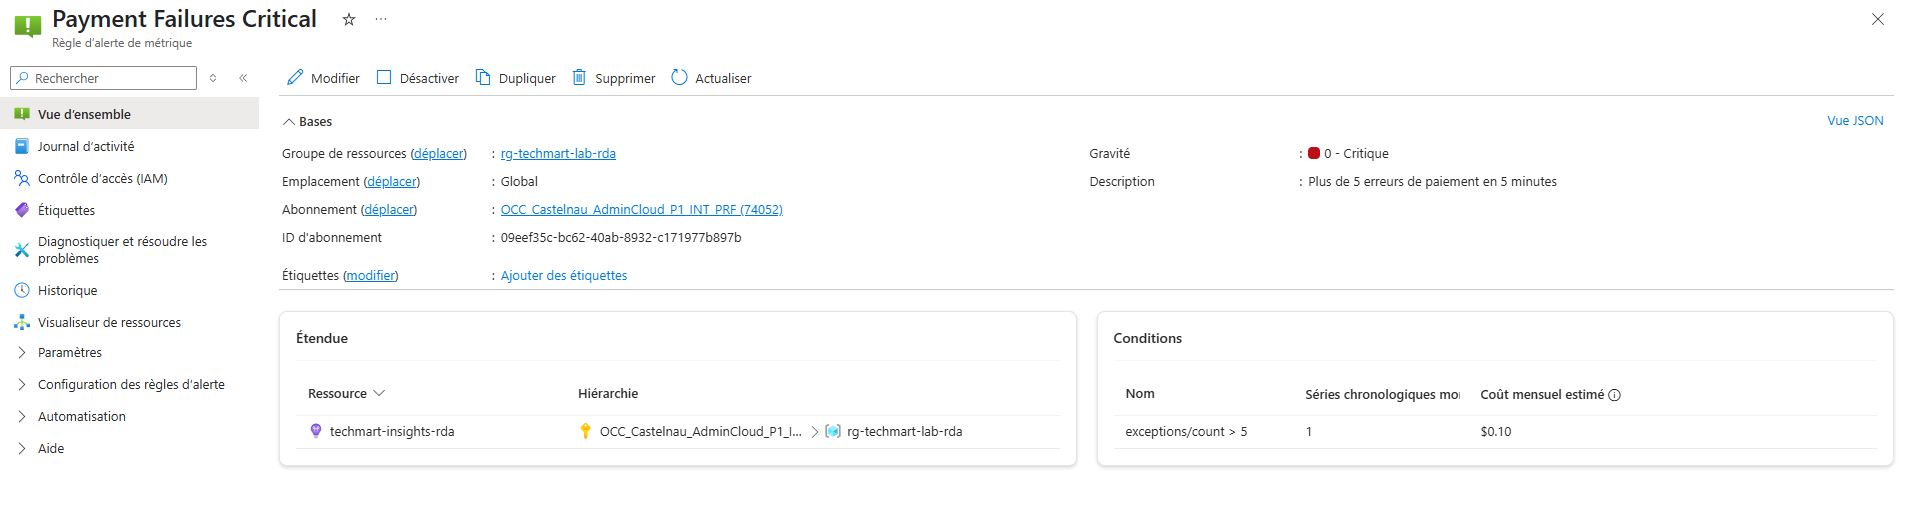 Payment Failures Critical
Règle d'alerte de métrique
Rechercher
Modifier Désactiver Dupliquer Supprimer Actualiser
Vue d'ensemble
Journal d'activité
Contrôle d'accès (IAM)
Étiquettes
Diagnostiquer et résoudre les
problèmes
Historique
Visualiseur de ressources
Paramètres
Configuration des règles d'alerte
Automatisation
Aide
Bases
Vue JSON
Groupe de ressources (déplacer) : rg-techmart-lab-rda
Emplacement (déplacer) : Global
Abonnement (déplacer) : OCC_Castelnau_AdminCloud_P1_INT_PRF (74052)
ID d'abonnement : 09eef35c-bc62-40ab-8932-c171977b897b
Étiquettes (modifier) : Ajouter des étiquettes
Gravité : 0 - Critique
Description : Plus de 5 erreurs de paiement en 5 minutes
Étendue
Ressource Hiérarchie
techmart-insights-rda OCC_Castelnau_AdminCloud_P1_I... > rg-techmart-lab-rda
Conditions
Nom Séries chronologiques mo Coût mensuel estimé
exceptions/count > 5 1 $0.10